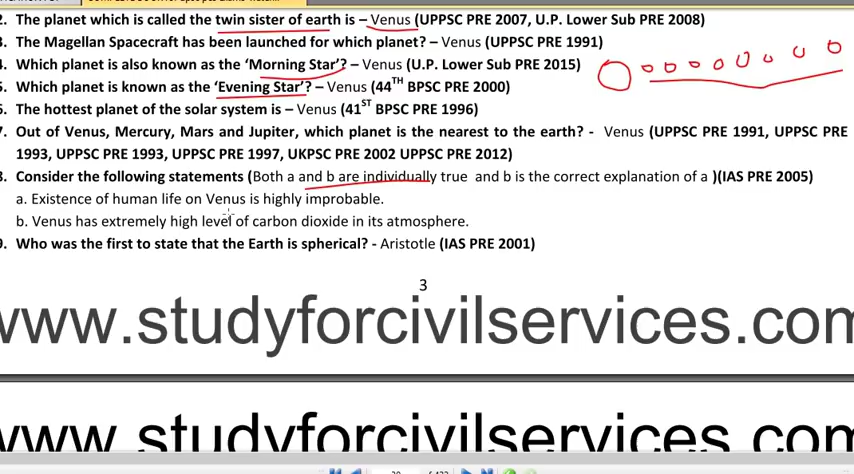 2. The planet which is called the twin sister of earth is – Venus (UPPSC PRE 2007, U.P. Lower Sub PRE 2008)
3. The Magellan Spacecraft has been launched for which planet? – Venus (UPPSC PRE 1991)
4. Which planet is also known as the ‘Morning Star’? – Venus (U.P. Lower Sub PRE 2015)
5. Which planet is known as the ‘Evening Star’? – Venus (44TH BPSC PRE 2000)
6. The hottest planet of the solar system is – Venus (41ST BPSC PRE 1996)
7. Out of Venus, Mercury, Mars and Jupiter, which planet is the nearest to the earth? - Venus (UPPSC PRE 1991, UPPSC PRE
1993, UPPSC PRE 1993, UPPSC PRE 1997, UKPSC PRE 2002 UPPSC PRE 2012)
8. Consider the following statements (Both a and b are individually true and b is the correct explanation of a )(IAS PRE 2005)
a. Existence of human life on Venus is highly improbable.
b. Venus has extremely high level of carbon dioxide in its atmosphere.
9. Who was the first to state that the Earth is spherical? - Aristotle (IAS PRE 2001)
3
www.studyforcivilservices.com
www.studyforcivilservices.com